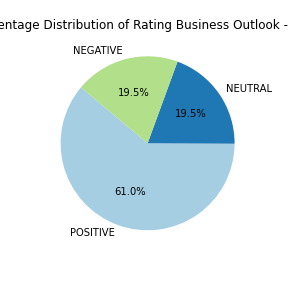 entage Distribution of Rating Business Outlook -
NEGATIVE
NEUTRAL
19.5%
19.5%
61.0%
POSITIVE